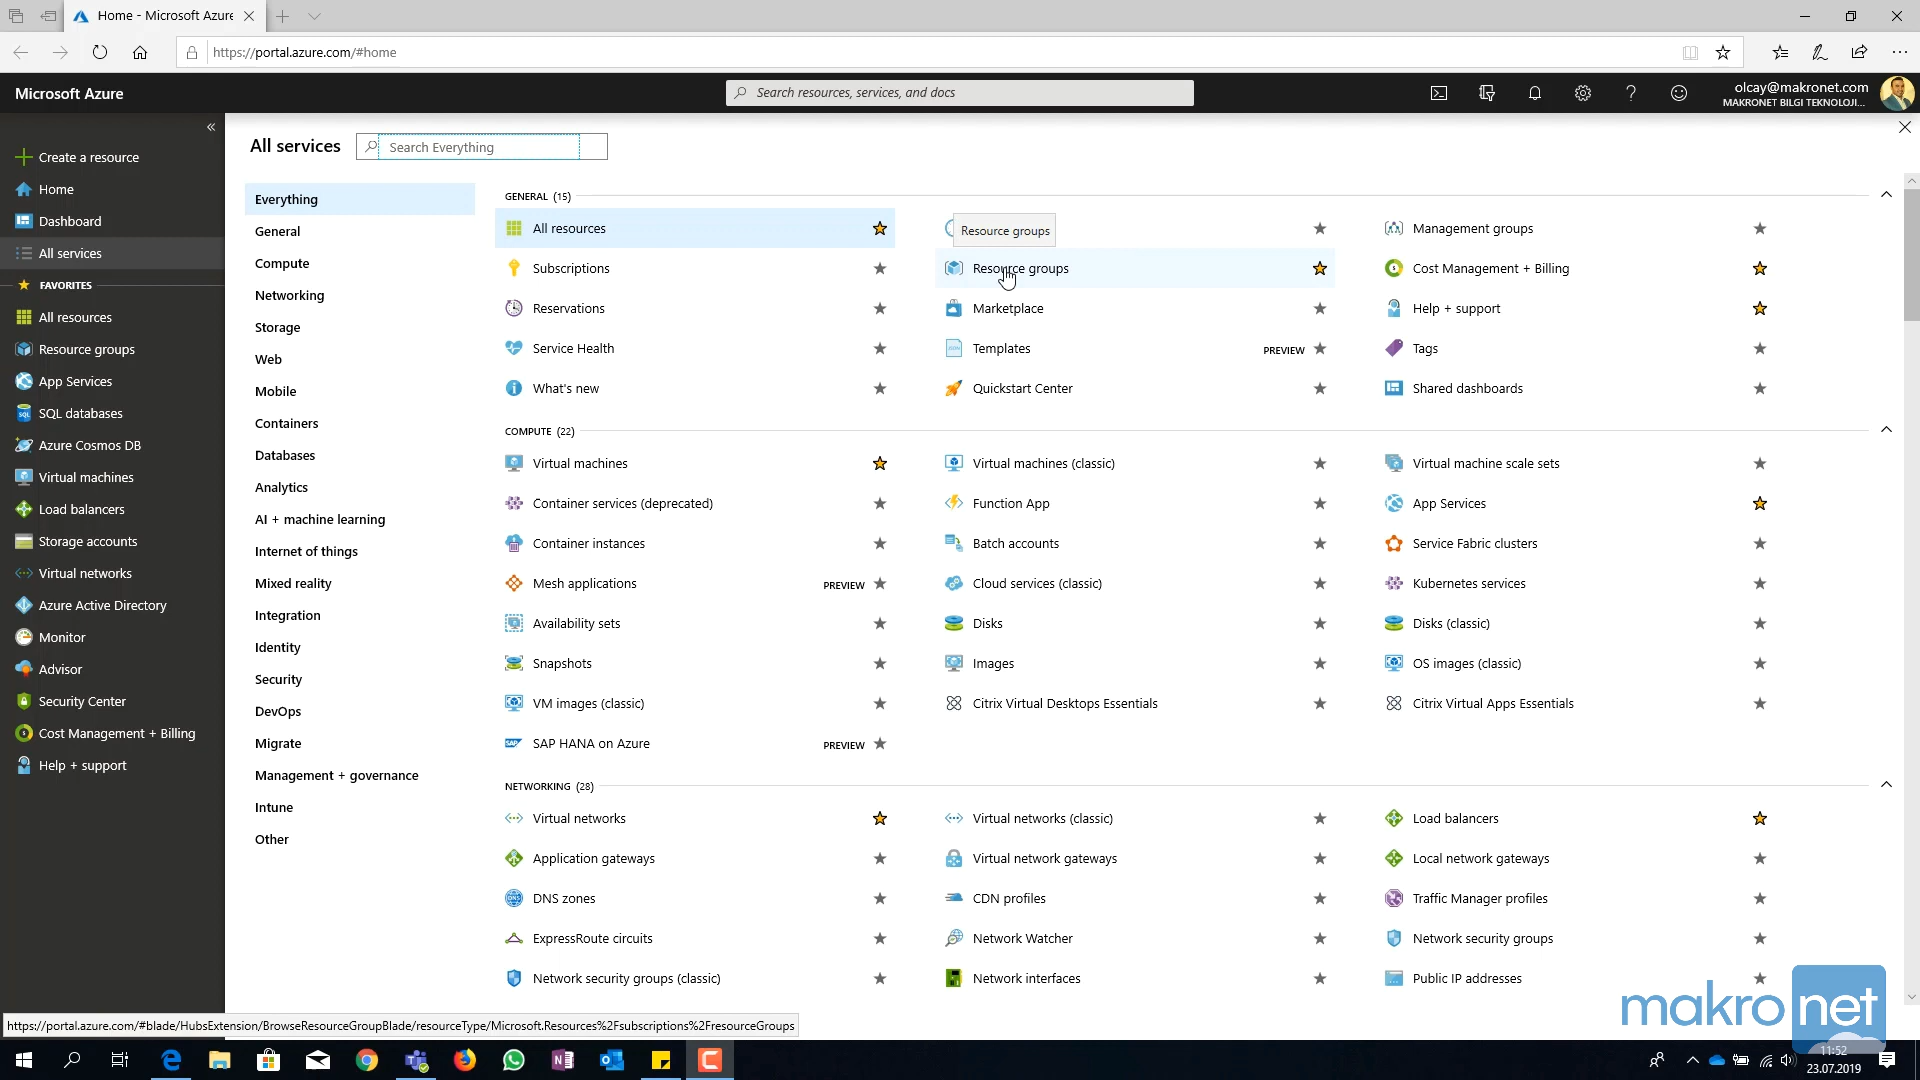 Home - Microsoft Azure
https://portal.azure.com/#home
Microsoft Azure
Search resources, services, and docs
olcay@makronet.com
MAKRONET BILGI TEKNOLOJI...
Create a resource
Home
Dashboard
All services
FAVORITES
All resources
Resource groups
App Services
SQL databases
Azure Cosmos DB
Virtual machines
Load balancers
Storage accounts
Virtual networks
Azure Active Directory
Monitor
Advisor
Security Center
Cost Management + Billing
Help + support
All services
Search Everything
Everything
General
Compute
Networking
Storage
Web
Mobile
Containers
Databases
Analytics
AI + machine learning
Internet of things
Mixed reality
Integration
Identity
Security
DevOps
Migrate
Management + governance
Intune
Other
GENERAL (15)
All resources
Resource groups
Management groups
Subscriptions
Resource groups
Cost Management + Billing
Reservations
Marketplace
Help + support
Service Health
Templates PREVIEW
Tags
What's new
Quickstart Center
Shared dashboards
COMPUTE (22)
Virtual machines
Virtual machines (classic)
Virtual machine scale sets
Container services (deprecated)
Function App
App Services
Container instances
Batch accounts
Service Fabric clusters
Mesh applications PREVIEW
Cloud services (classic)
Kubernetes services
Availability sets
Disks
Disks (classic)
Snapshots
Images
OS images (classic)
VM images (classic)
Citrix Virtual Desktops Essentials
Citrix Virtual Apps Essentials
SAP HANA on Azure PREVIEW
NETWORKING (28)
Virtual networks
Virtual networks (classic)
Load balancers
Application gateways
Virtual network gateways
Local network gateways
DNS zones
CDN profiles
Traffic Manager profiles
ExpressRoute circuits
Network Watcher
Network security groups
Network security groups (classic)
Network interfaces
Public IP addresses
makro net
https://portal.azure.com/#blade/HubsExtension/BrowseResourceGroupBlade/resourceType/Microsoft.Resources%2Fsubscriptions%2FresourceGroups
11:52
23.07.2019